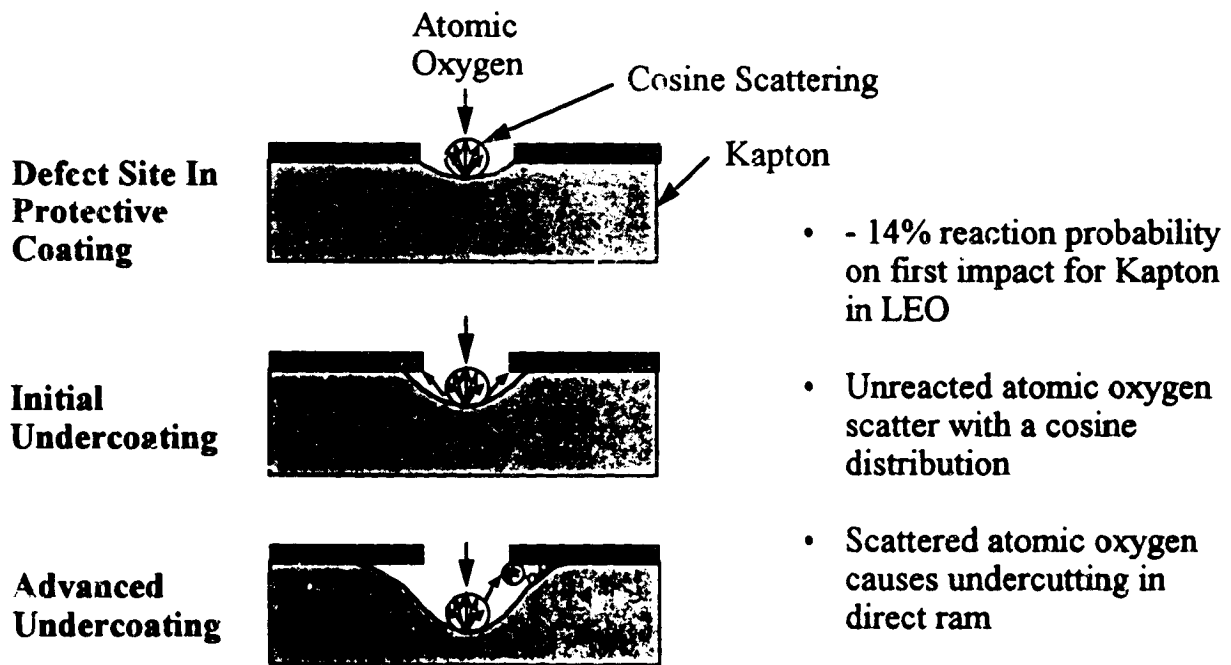 Atomic
Oxygen
Cosine Scattering
Kapton
Defect Site In
Protective
Coating
Initial
Undercoating
Advanced
Undercoating
• - 14% reaction probability
on first impact for Kapton
in LEO
• Unreacted atomic oxygen
scatter with a cosine
distribution
• Scattered atomic oxygen
causes undercutting in
direct ram